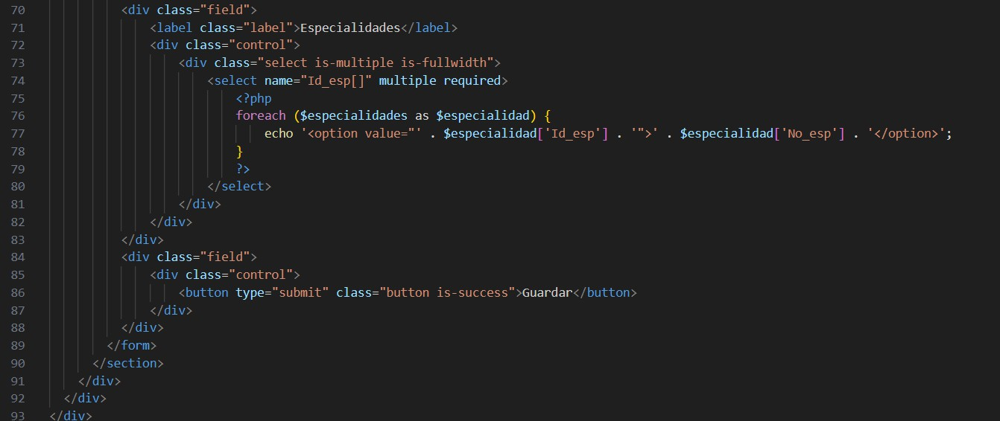 70 <div class="field">
71 <label class="label">Especialidades</label>
72 <div class="control">
73 <div class="select is-multiple is-fullwidth">
74 <select name="Id_esp[]" multiple required>
75 <?php
76 foreach ($especialidades as $especialidad) {
77 echo '<option value="' . $especialidad['Id_esp'] . '">' . $especialidad['No_esp'] . '</option>';
78 }
79 ?>
80 </select>
81 </div>
82 </div>
83 </div>
84 <div class="field">
85 <div class="control">
86 <button type="submit" class="button is-success">Guardar</button>
87 </div>
88 </div>
89 </form>
90 </section>
91 </div>
92 </div>
93 </div>